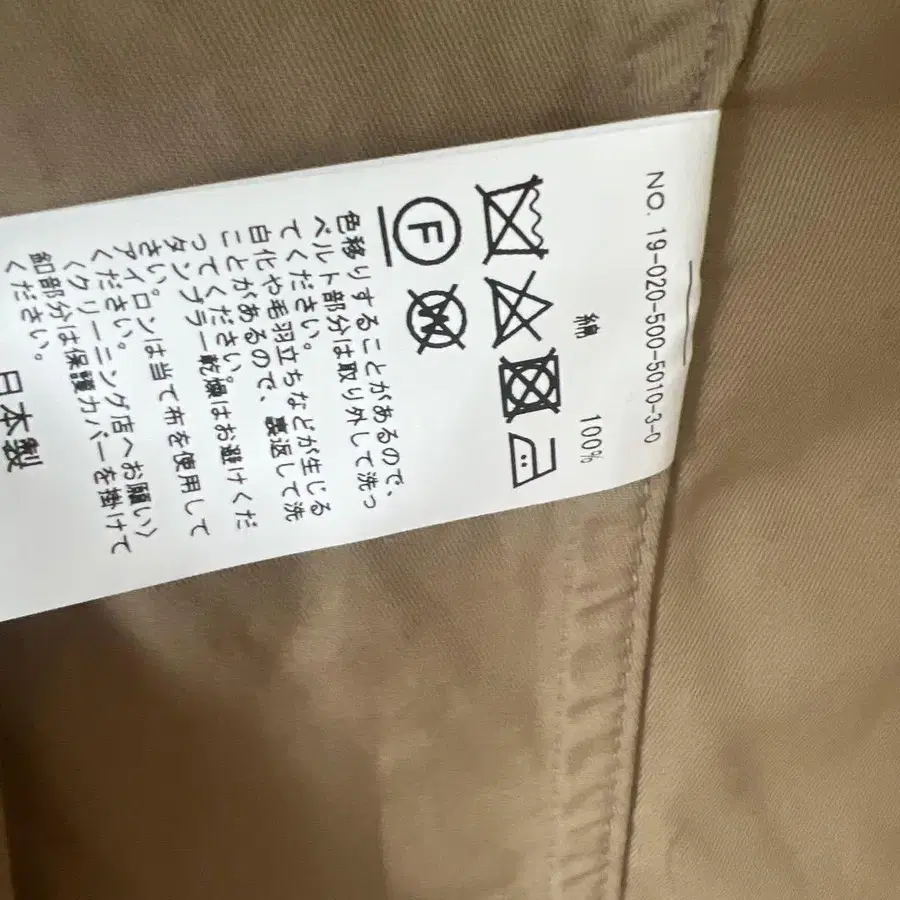 NO. 19-020-500-5010-3-0
綿 100%
F
W
色移りすることがあるので、
ベルト部分は取り外して洗っ
てください。
白化や毛羽立ちなどが生じる
ことがあるので、裏返して洗
ってください。
タンブラー乾燥はお避けくだ
さい。
アイロンは当て布を使用して
ください。
〈クリーニング店へお願い〉
釦部分は保護カバーを掛けて
ください。
日本製